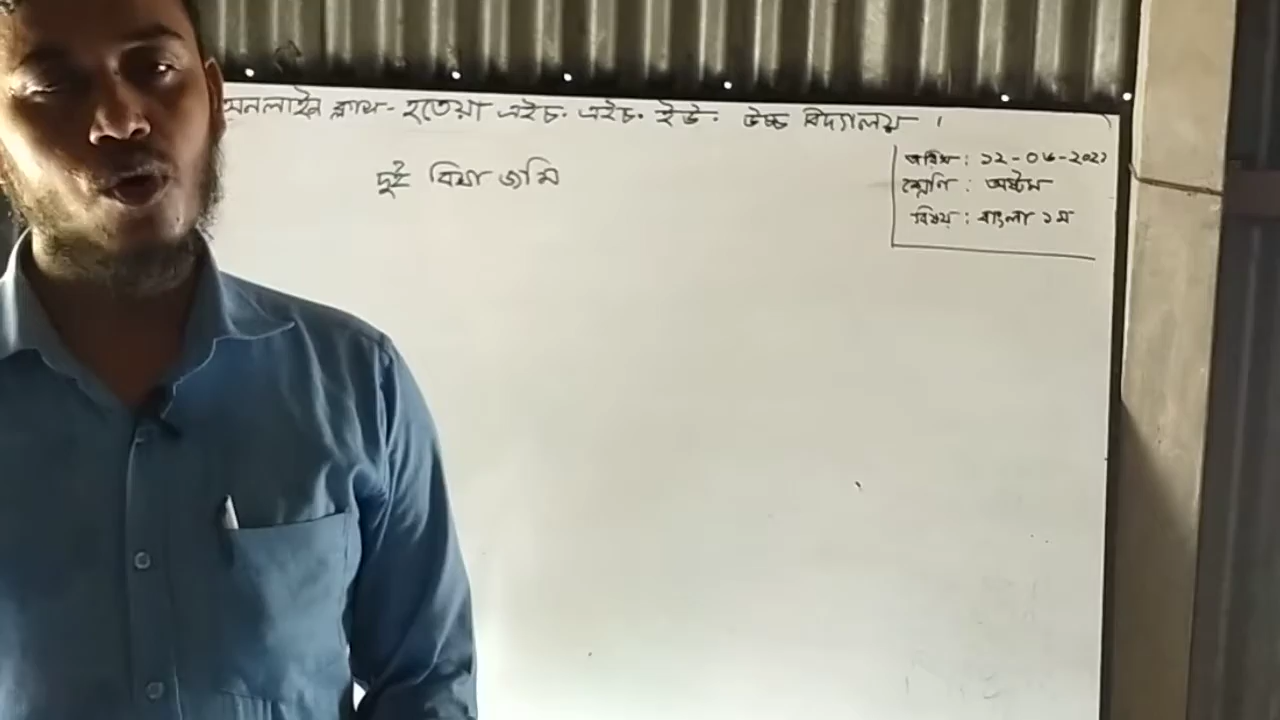 অনলাইন ক্লাস - হতেয়া এইচ. এইচ. ইউ. উচ্চ বিদ্যালয় ।
দুই বিঘা জমি
তারিখ : ১২-০৬-২০২১
শ্রেণি : অষ্টম
বিষয় : বাংলা ১ম